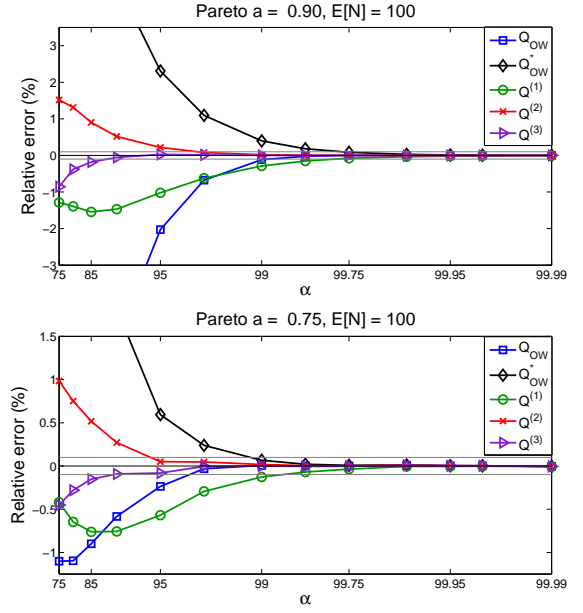 Pareto a = 0.90, E[N] = 100
Relative error (%)
3
2
1
0
−1
−2
−3
75
85
95
99
99.75
99.95
99.99
α
Q_OW
Q*_OW
Q^(1)
Q^(2)
Q^(3)
Pareto a = 0.75, E[N] = 100
Relative error (%)
1.5
1
0.5
0
−0.5
−1
75
85
95
99
99.75
99.95
99.99
α
Q_OW
Q*_OW
Q^(1)
Q^(2)
Q^(3)